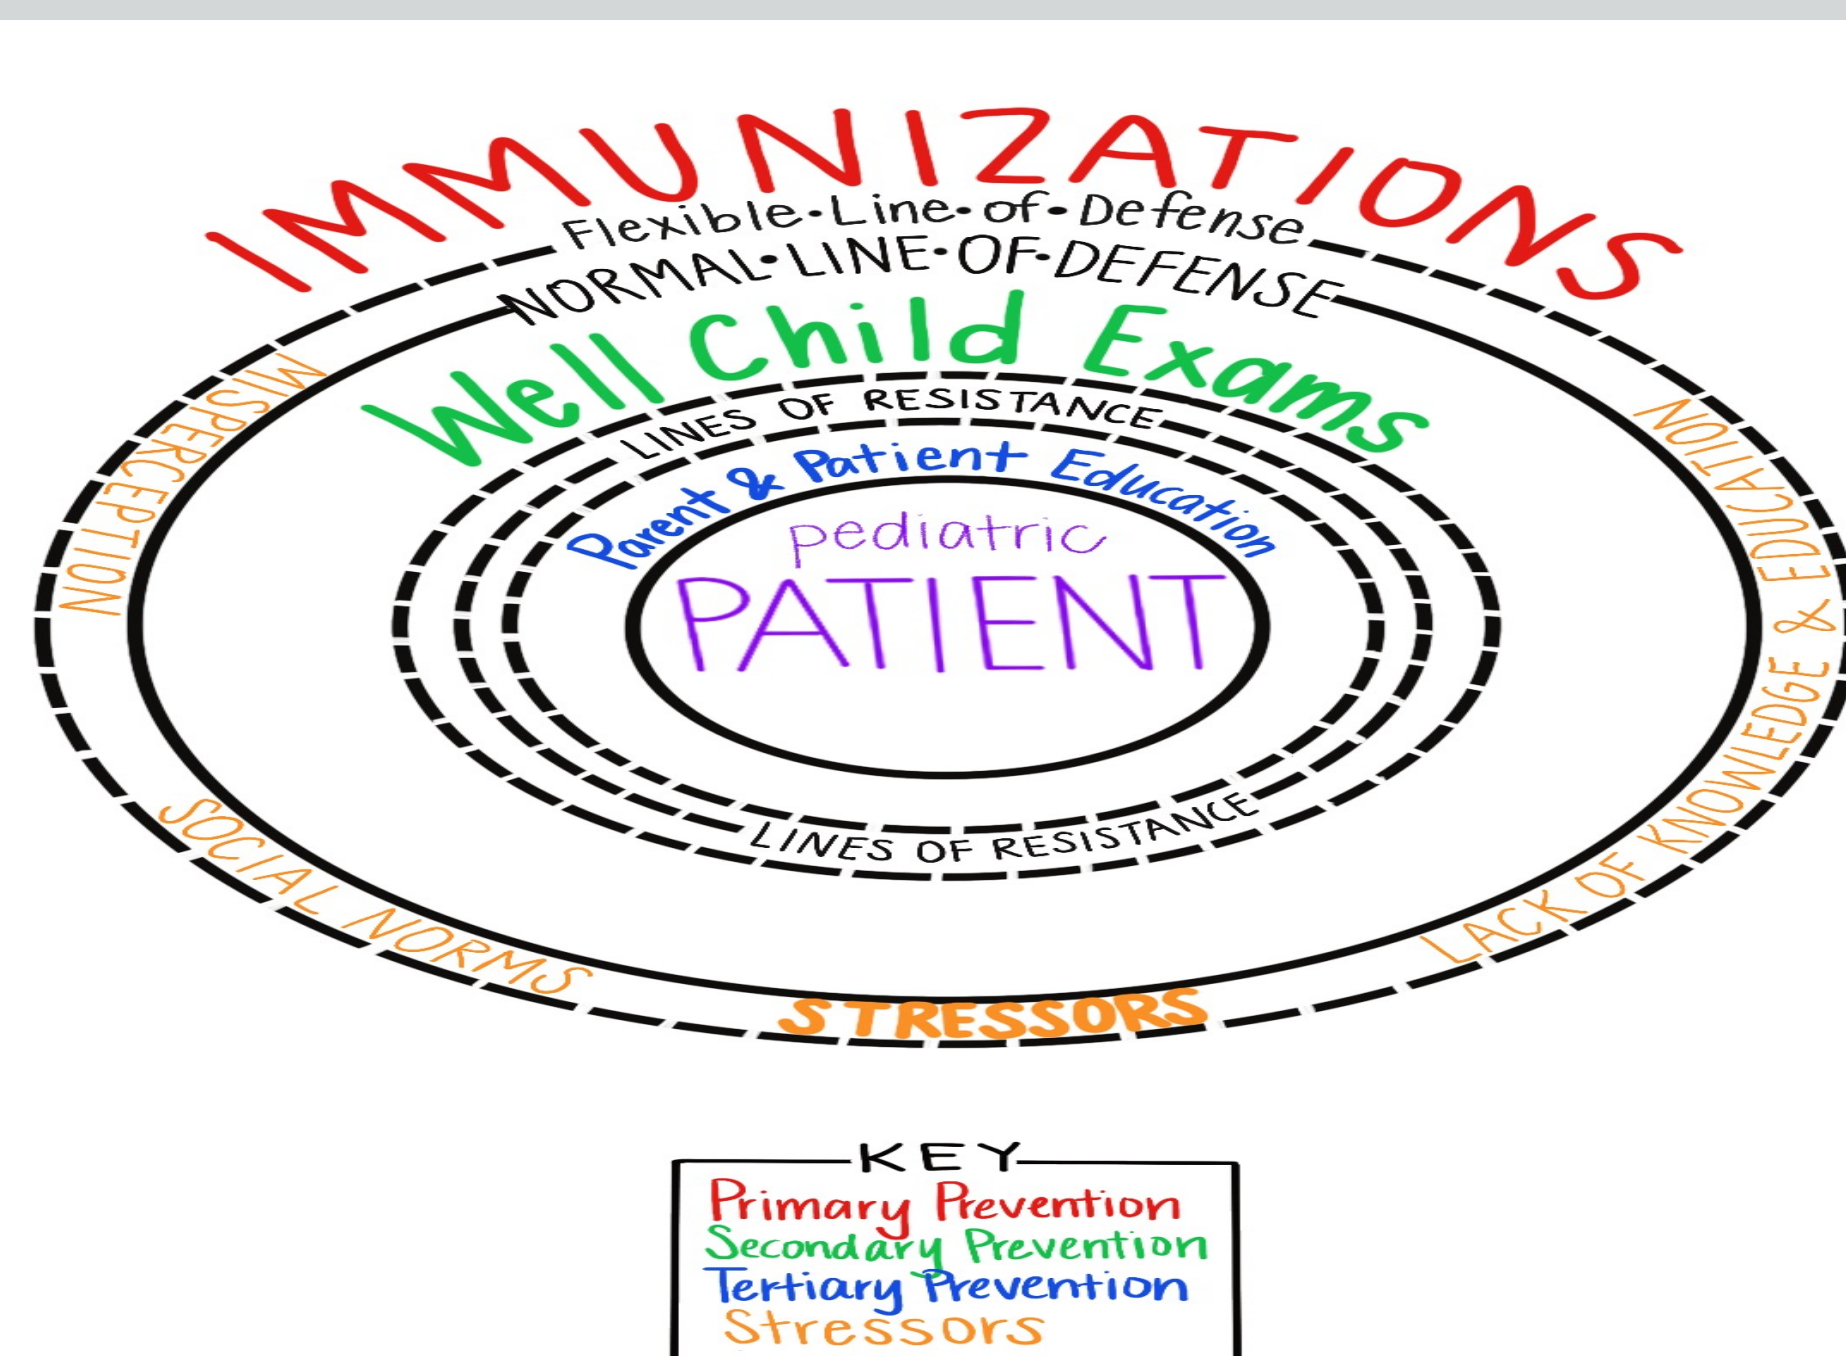 IMMUNIZATIONS
Flexible•Line•of•Defense
NORMAL•LINE•OF•DEFENSE
Well Child Exams
LINES OF RESISTANCE
Parent & Patient Education
pediatric
PATIENT
LINES OF RESISTANCE
MISPERCEPTION
SOCIAL NORMS
STRESSORS
LACK OF KNOWLEDGE & EDUCATION
KEY
Primary Prevention
Secondary Prevention
Tertiary Prevention
Stressors